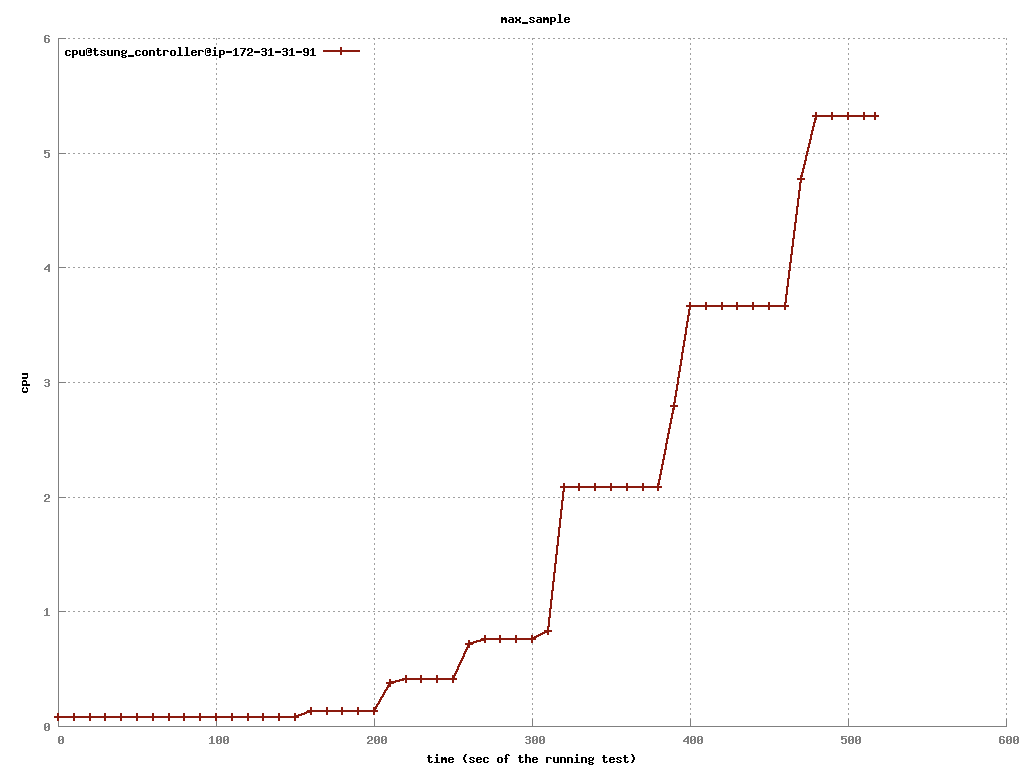 max_sample
cpu@tsung_controller@ip-172-31-31-91
6
5
4
3
2
1
0
cpu
0 100 200 300 400 500 600
time (sec of the running test)